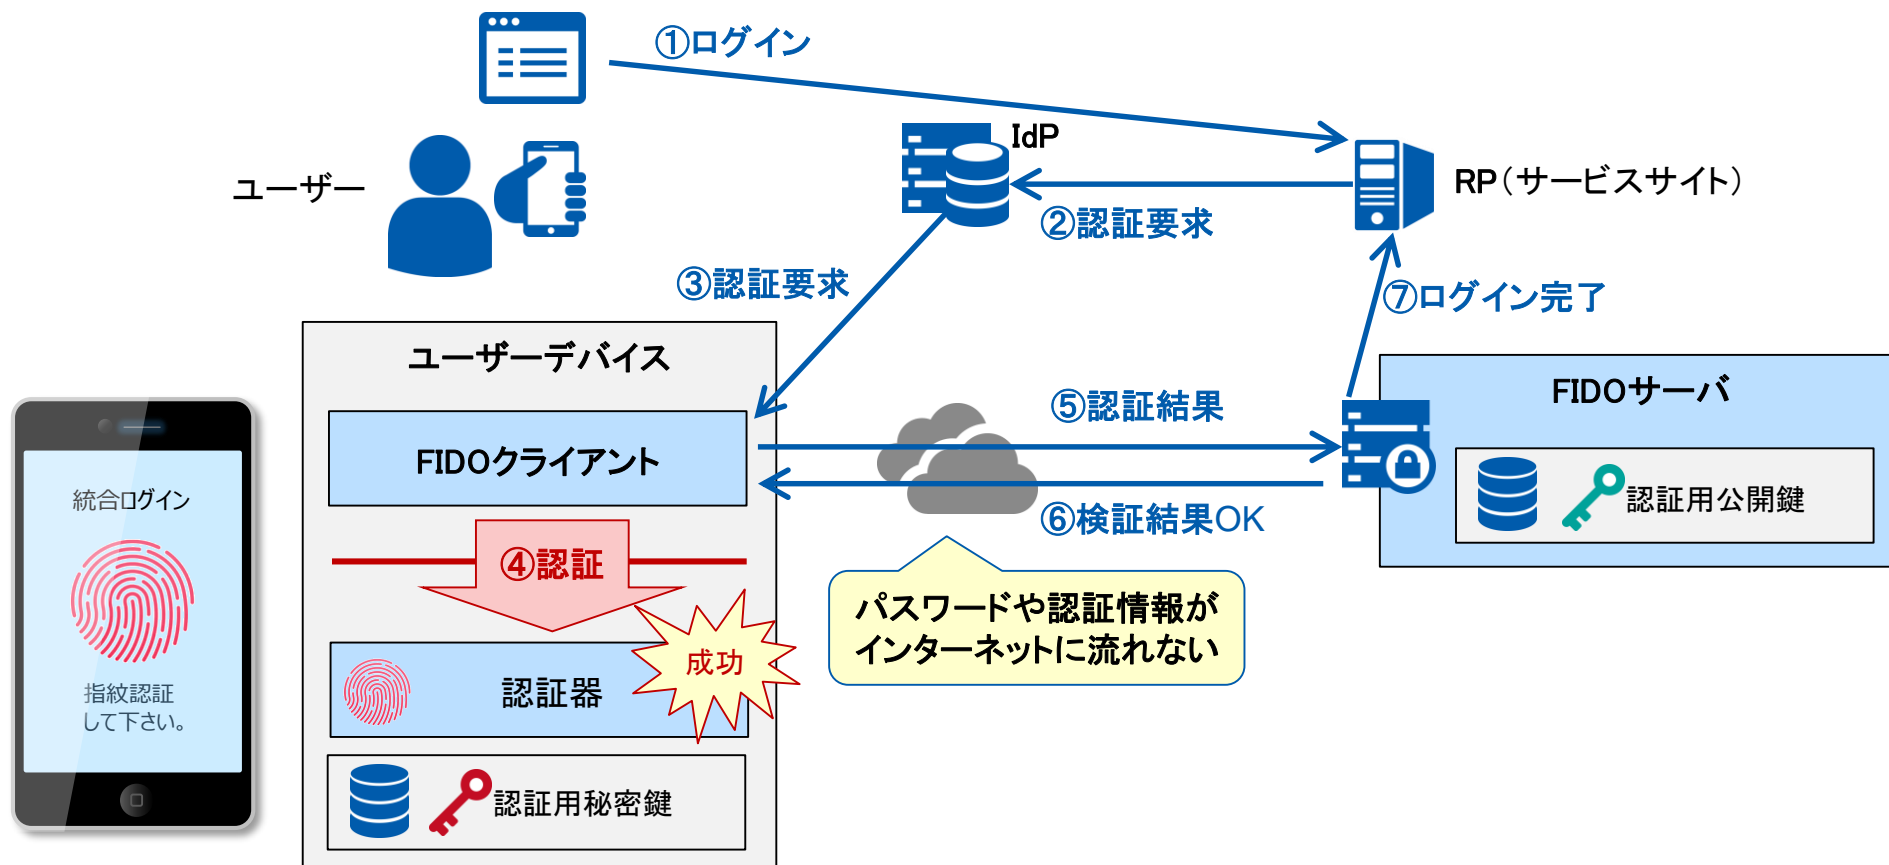 ①ログイン
IdP
ユーザー
RP（サービスサイト）
②認証要求
③認証要求
⑦ログイン完了
ユーザーデバイス
FIDOサーバ
FIDOクライアント
⑤認証結果
統合ログイン
認証用公開鍵
⑥検証結果OK
④認証
パスワードや認証情報が
インターネットに流れない
成功
認証器
指紋認証
して下さい。
認証用秘密鍵